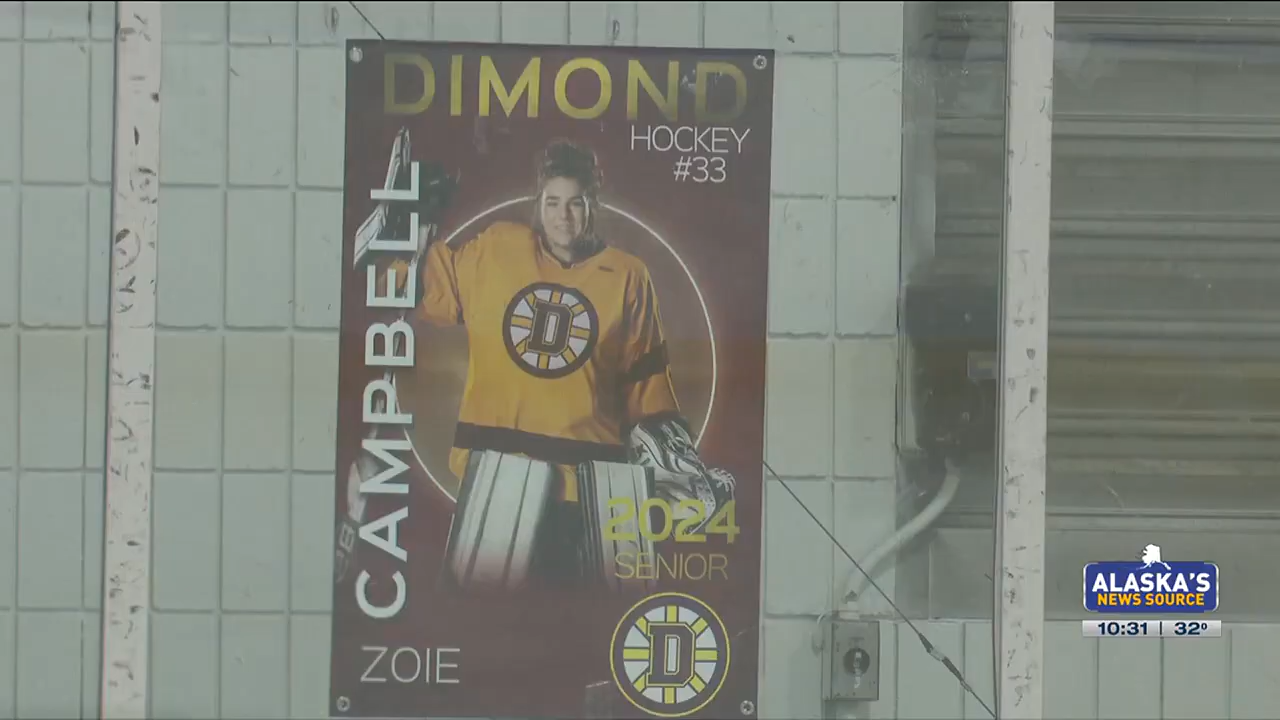 DIMOND
HOCKEY
#33
CAMPBELL
D
2024
SENIOR
ZOIE
D
ALASKA'S
NEWS SOURCE
10:31 | 32°